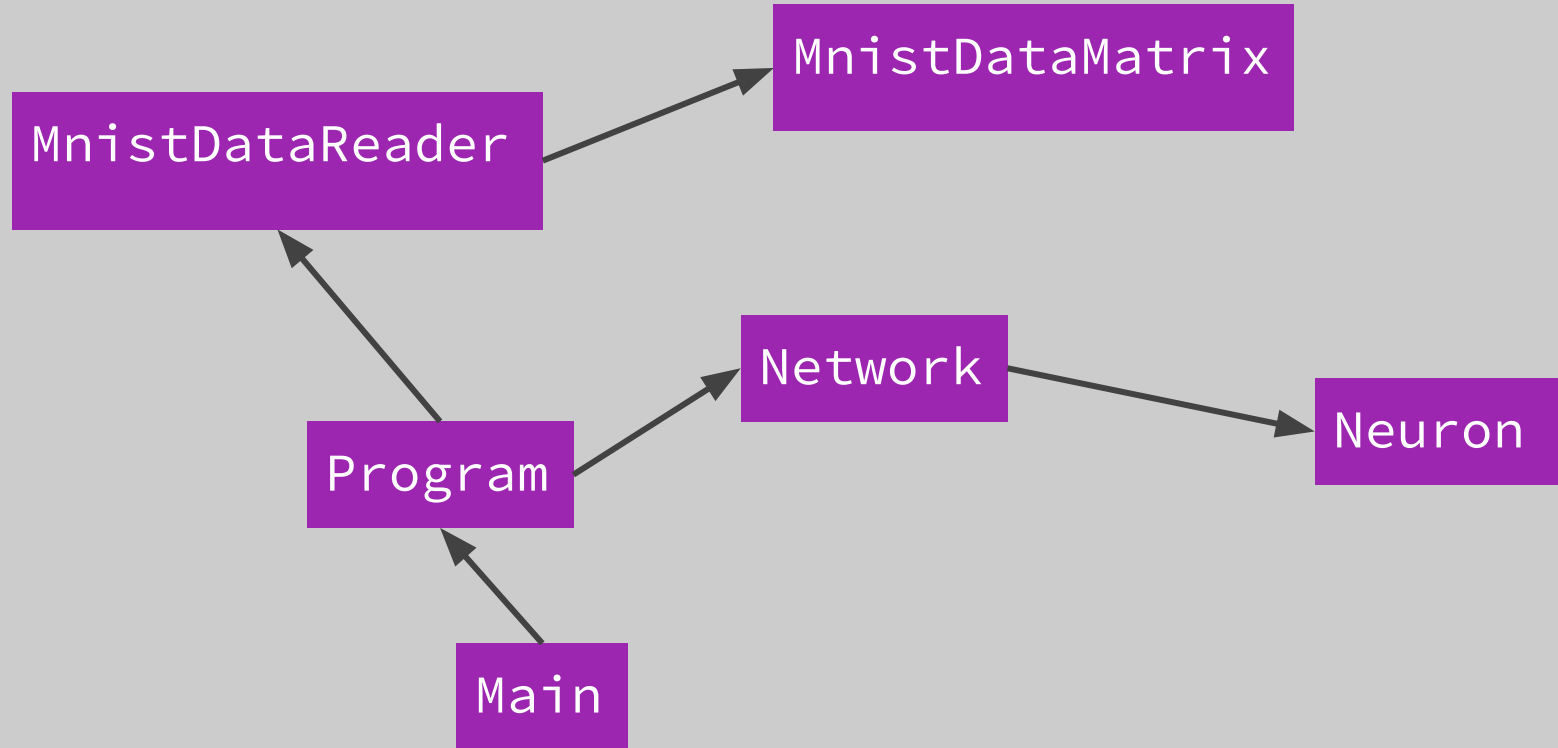 MnistDataMatrix
MnistDataReader
Network
Neuron
Program
Main